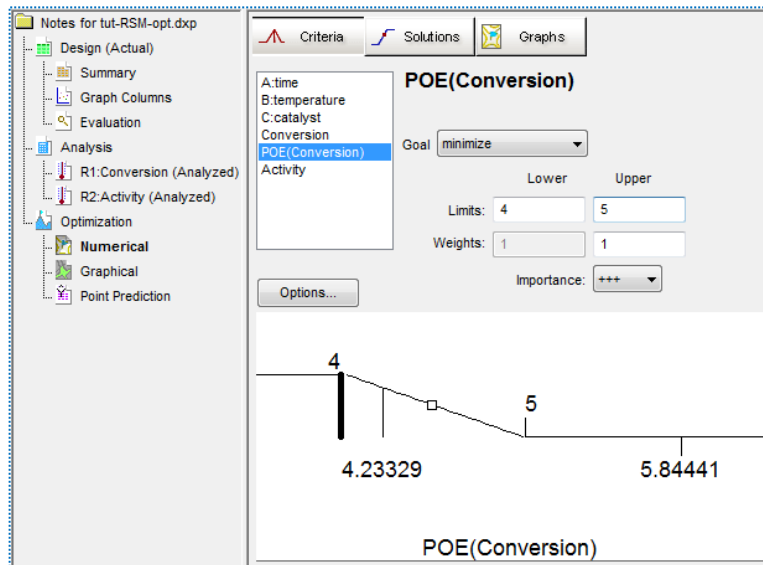 Notes for tut-RSM-opt.dxp
Design (Actual)
Summary
Graph Columns
Evaluation
Analysis
R1:Conversion (Analyzed)
R2:Activity (Analyzed)
Optimization
Numerical
Graphical
Point Prediction
Criteria
Solutions
Graphs
A:time
B:temperature
C:catalyst
Conversion
POE(Conversion)
Activity
POE(Conversion)
Goal minimize
Lower Upper
Limits: 4 5
Weights: 1 1
Importance: +++
Options...
4
5
4.23329
5.84441
POE(Conversion)